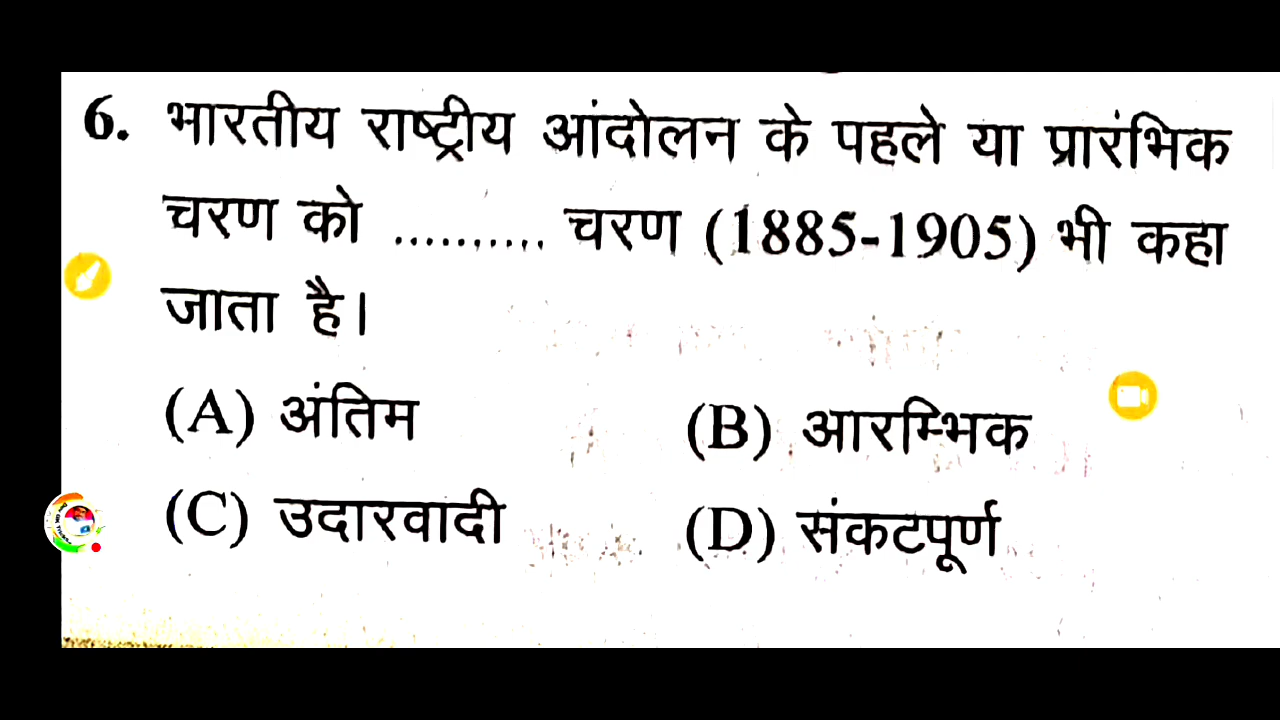 6. भारतीय राष्ट्रीय आंदोलन के पहले या प्रारंभिक
चरण को .......... चरण (1885-1905) भी कहा
जाता है।
(A) अंतिम (B) आरम्भिक
(C) उदारवादी (D) संकटपूर्ण